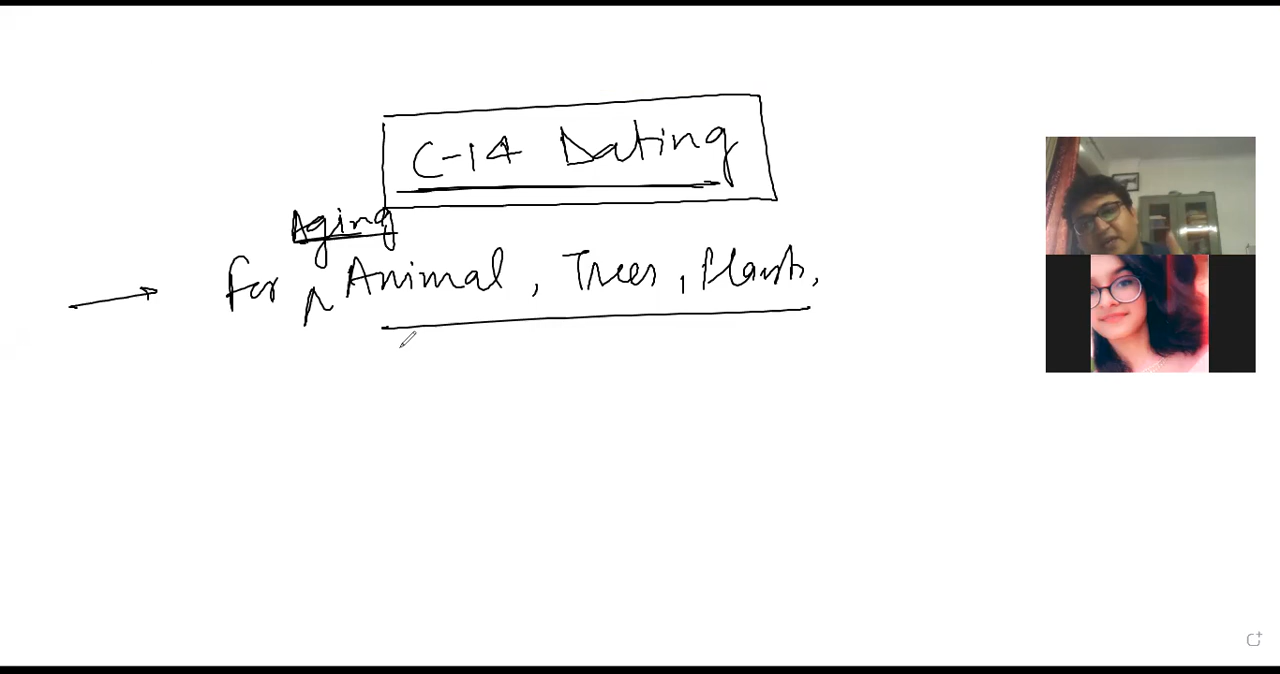 C-14 Dating
Aging
For Animal, Trees, Plants,